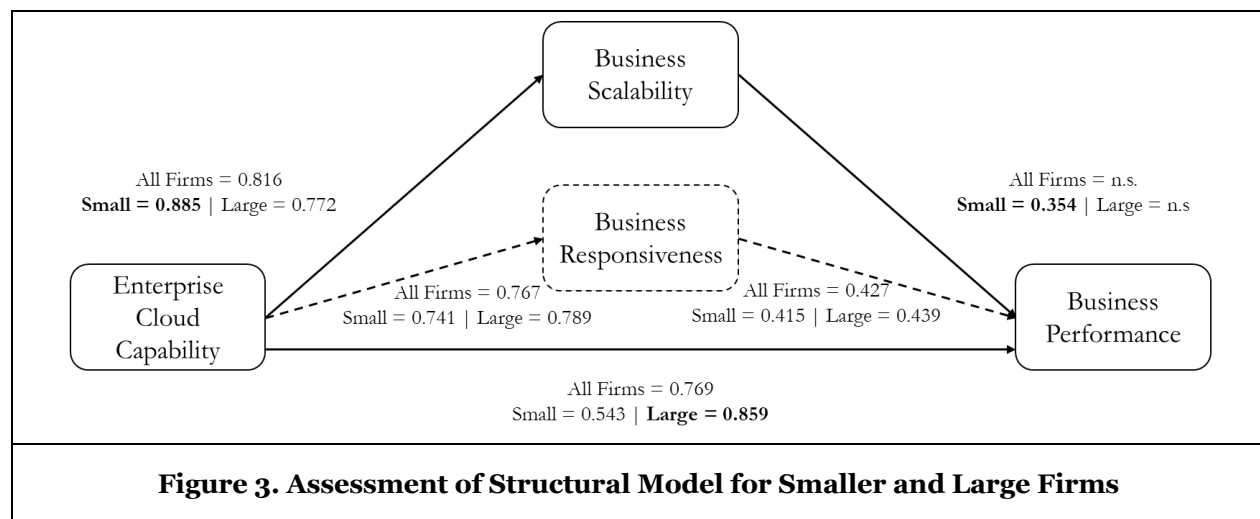 Business
Scalability
All Firms = 0.816
Small = 0.885 | Large = 0.772
All Firms = n.s.
Small = 0.354 | Large = n.s
Business
Responsiveness
Enterprise
Cloud
Capability
All Firms = 0.767
Small = 0.741 | Large = 0.789
All Firms = 0.427
Small = 0.415 | Large = 0.439
Business
Performance
All Firms = 0.769
Small = 0.543 | Large = 0.859
Figure 3. Assessment of Structural Model for Smaller and Large Firms